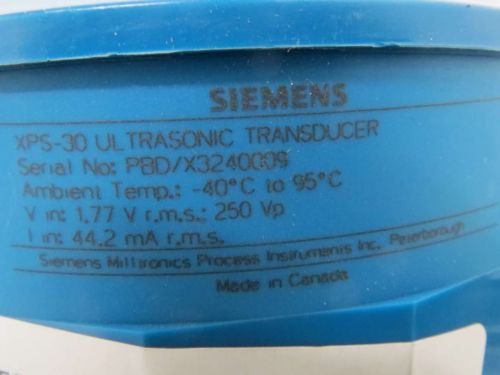 SIEMENS
XPS-30 ULTRASONIC TRANSDUCER
Serial No: PBD/X3240009
Ambient Temp.: -40°C to 95°C
V in: 1.77 V r.m.s.; 250 Vp
I in: 44.2 mA r.m.s.
Siemens Milltronics Process Instruments Inc. Peterborough
Made in Canada